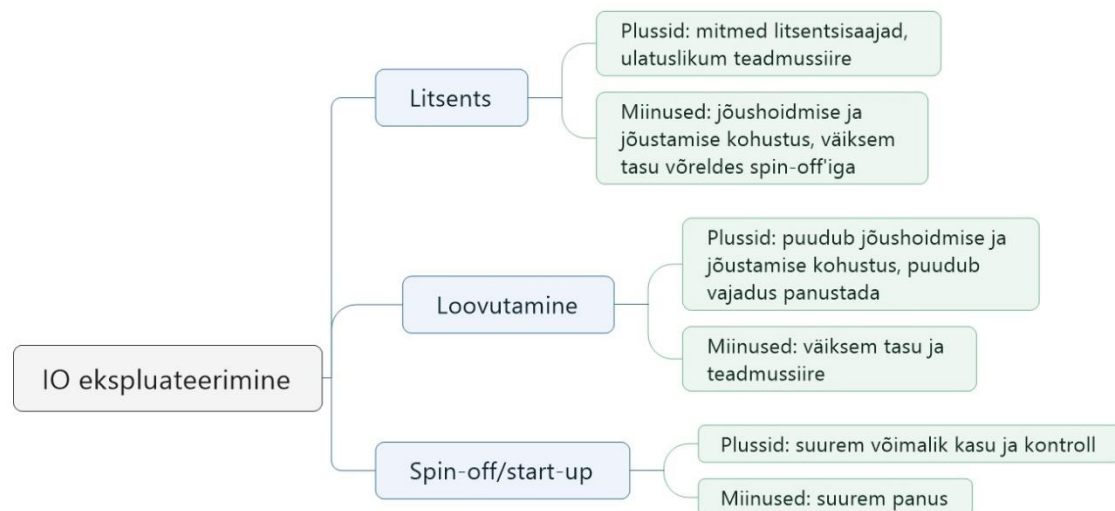 IO ekspluateerimine
Litsents
Plussid: mitmed litsentsisaajad,
ulatuslikum teadmussiire
Miinused: jõushoidmise ja
jõustamise kohustus, väiksem
tasu võreldes spin-off'iga
Loovutamine
Plussid: puudub jõushoidmise ja
jõustamise kohustus, puudub
vajadus panustada
Miinused: väiksem tasu ja
teadmussiire
Spin-off/start-up
Plussid: suurem võimalik kasu ja kontroll
Miinused: suurem panus